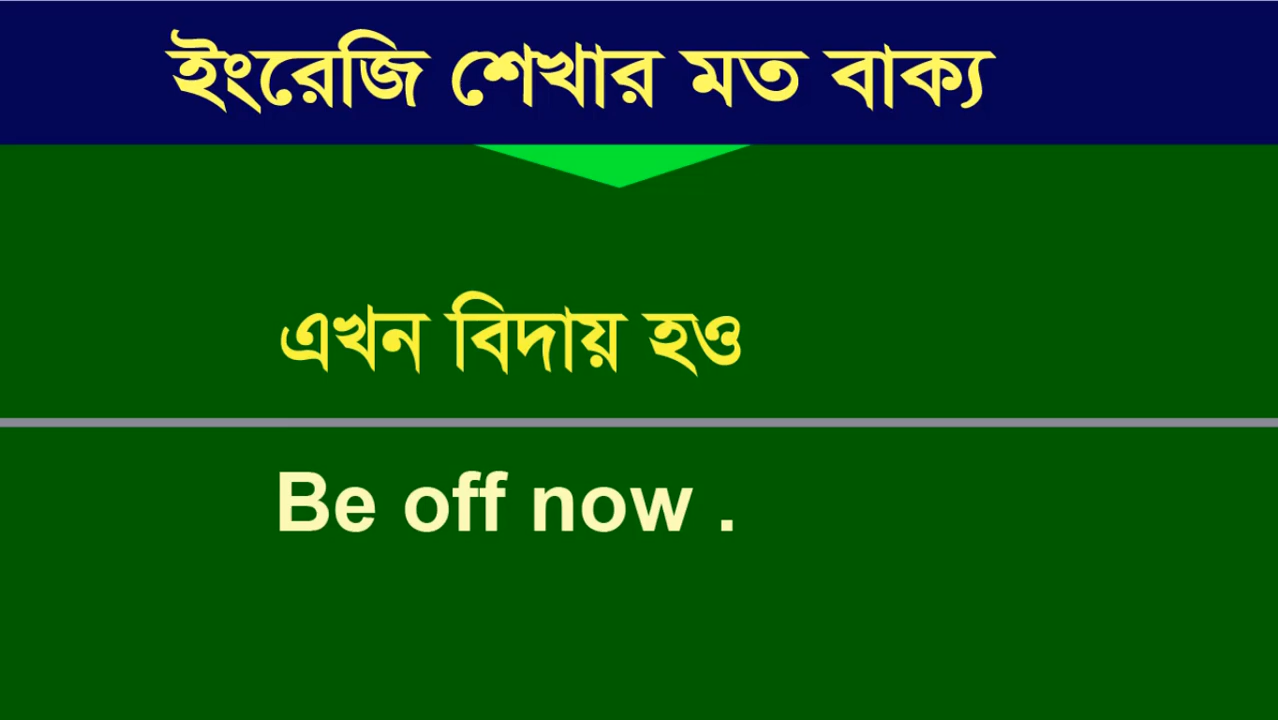 ইংরেজি শেখার মত বাক্য
এখন বিদায় হও
Be off now .